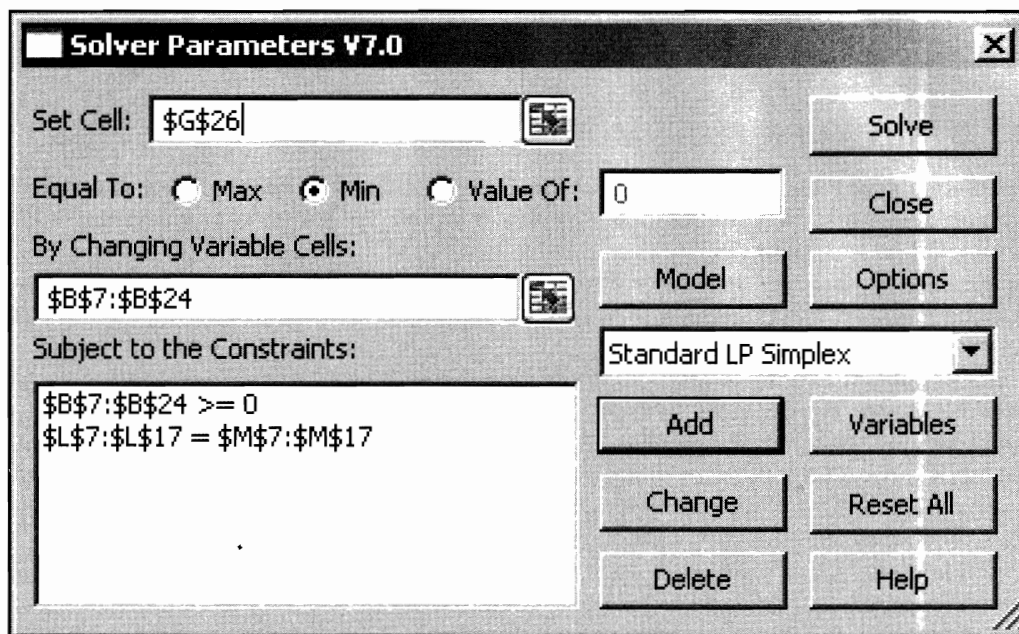 Solver Parameters V7.0
Set Cell: $G$26
Solve
Equal To: Max Min Value Of: 0
Close
By Changing Variable Cells:
$B$7:$B$24
Model
Options
Subject to the Constraints:
Standard LP Simplex
$B$7:$B$24 >= 0
$L$7:$L$17 = $M$7:$M$17
Add
Variables
Change
Reset All
Delete
Help